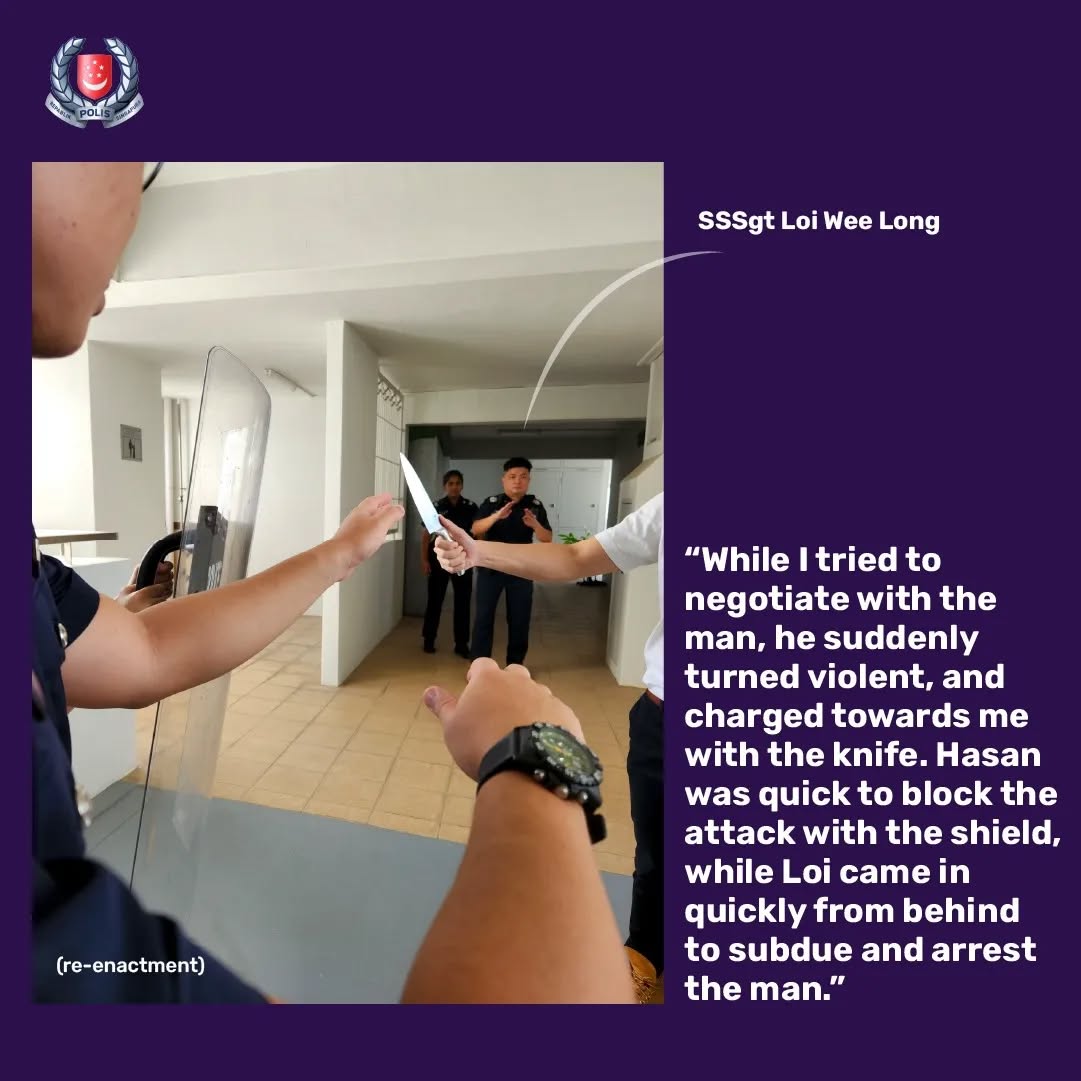 REPUBLIK POLIS SINGAPURA
SSSgt Loi Wee Long
“While I tried to
negotiate with the
man, he suddenly
turned violent, and
charged towards me
with the knife. Hasan
was quick to block the
attack with the shield,
while Loi came in
quickly from behind
to subdue and arrest
the man.”
(re-enactment)